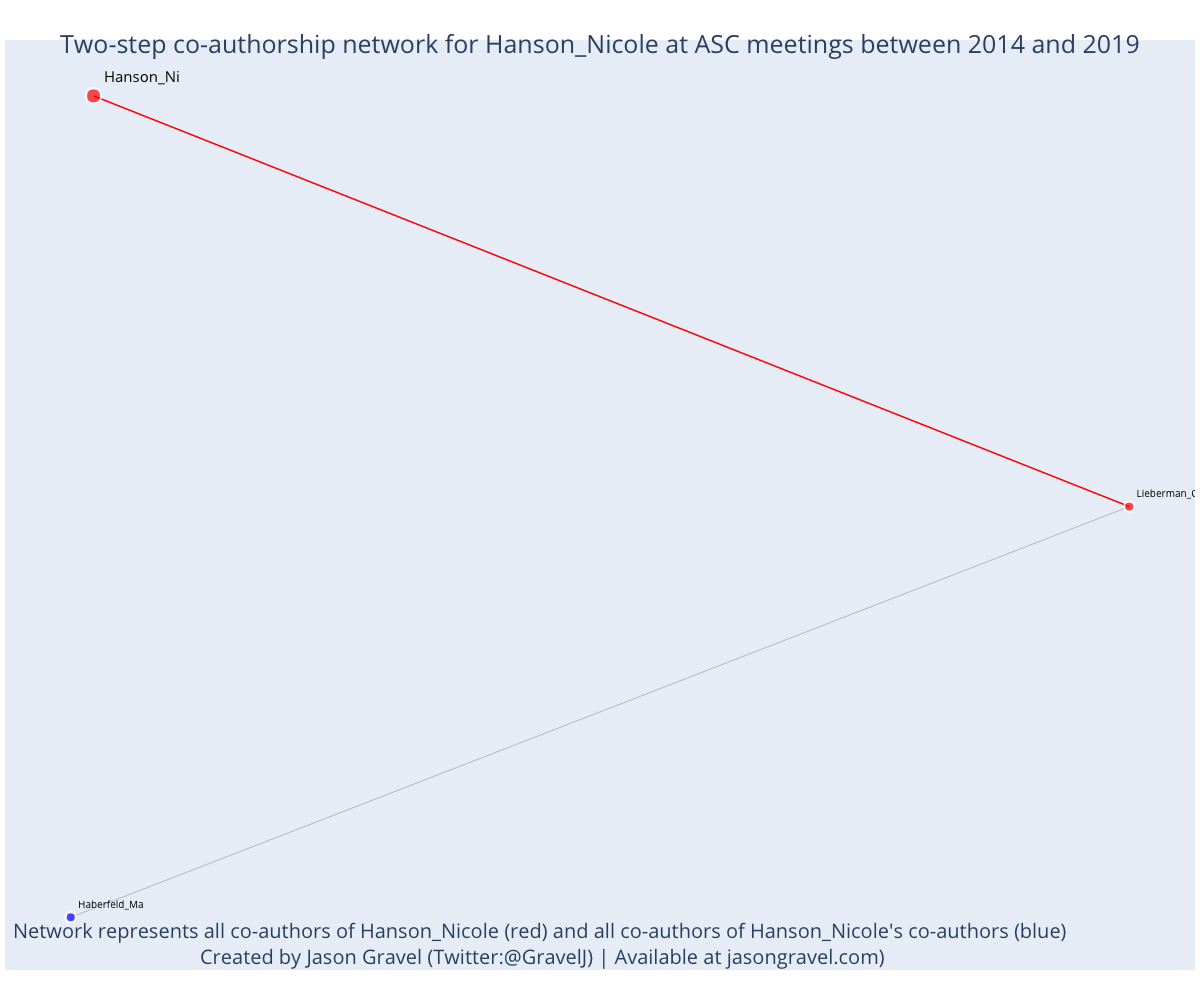 Two-step co-authorship network for Hanson_Nicole at ASC meetings between 2014 and 2019
Hanson_Ni
Lieberman_
Haberfeld_Ma
Network represents all co-authors of Hanson_Nicole (red) and all co-authors of Hanson_Nicole's co-authors (blue)
Created by Jason Gravel (Twitter:@GravelJ) | Available at jasongravel.com)